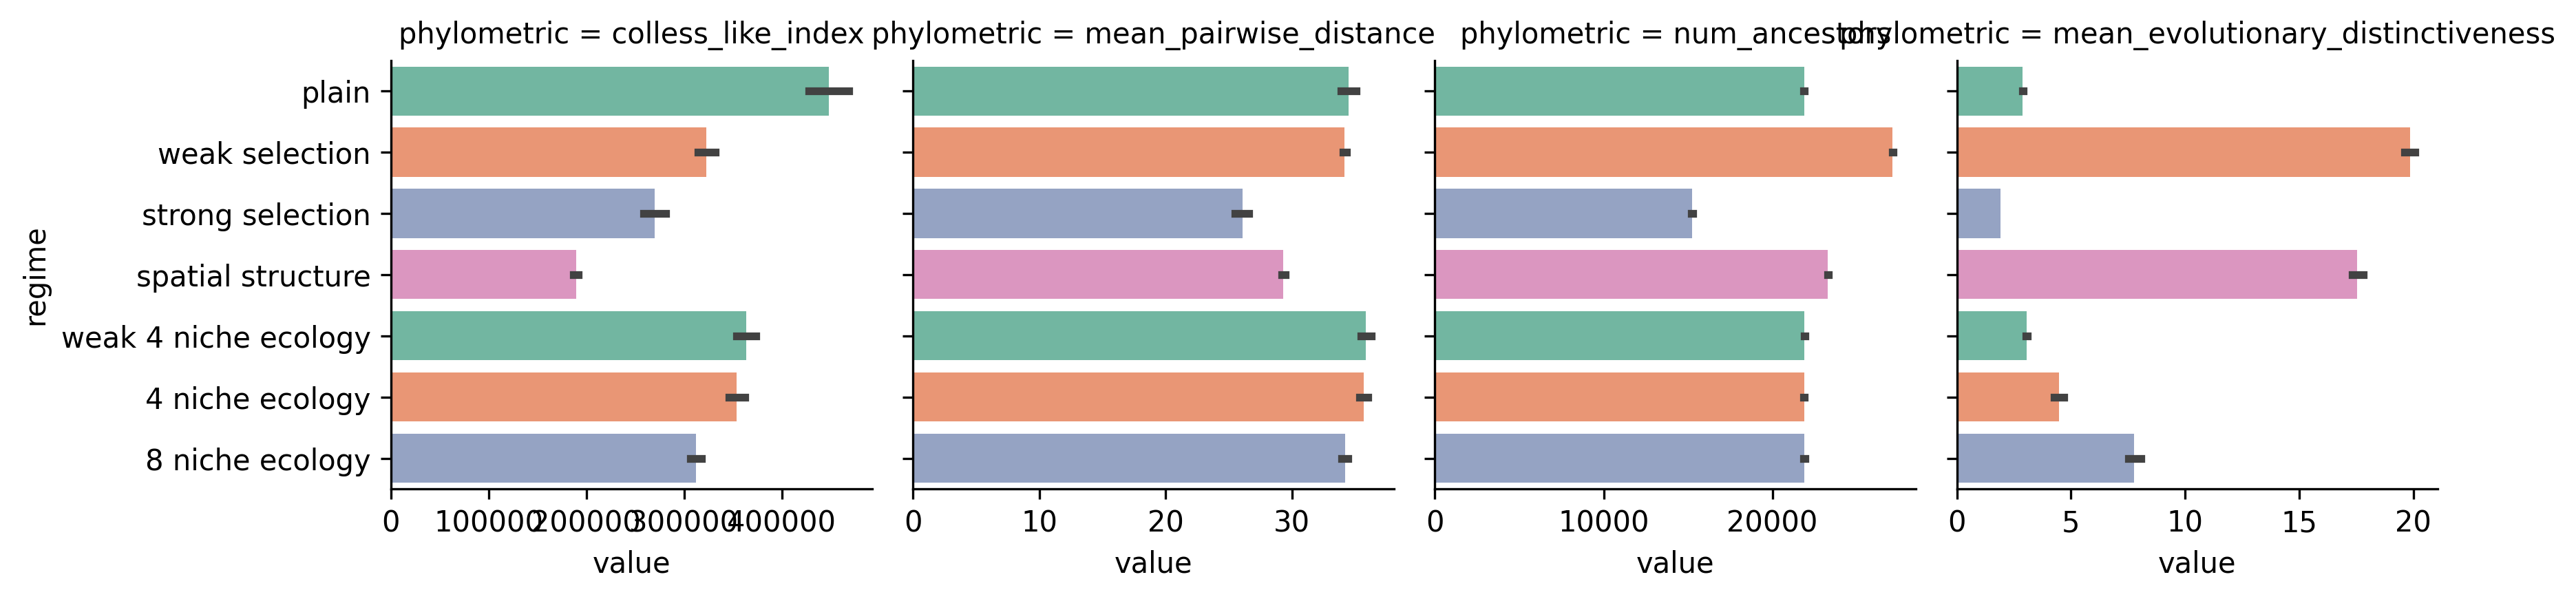 phylometric = colless_like_index
phylometric = mean_pairwise_distance
phylometric = num_ancestors
phylometric = mean_evolutionary_distinctiveness
regime
plain
weak selection
strong selection
spatial structure
weak 4 niche ecology
4 niche ecology
8 niche ecology
0 100000 200000 300000 400000
value
0 10 20 30
value
0 10000 20000
value
0 5 10 15 20
value